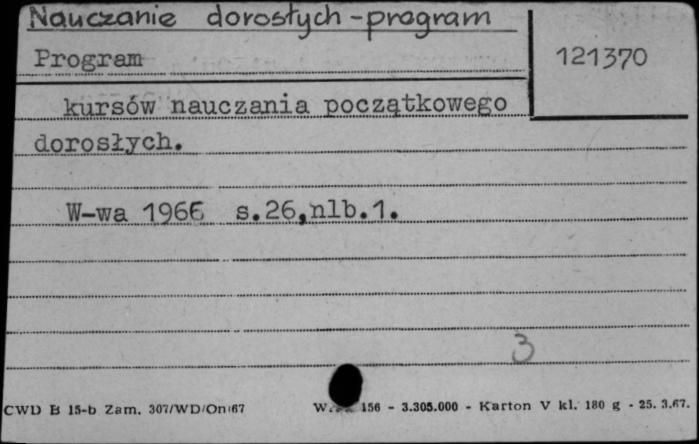 Nauczanie dorosłych - program
Program
121370
kursów nauczania początkowego
dorosłych.
W-wa 1966 s.26,nlb.1.
3
CWD B 15-b Zam. 307/WD/On/67 156 - 3.305.000 - Karton V kl. 180 g - 25. 3.67.